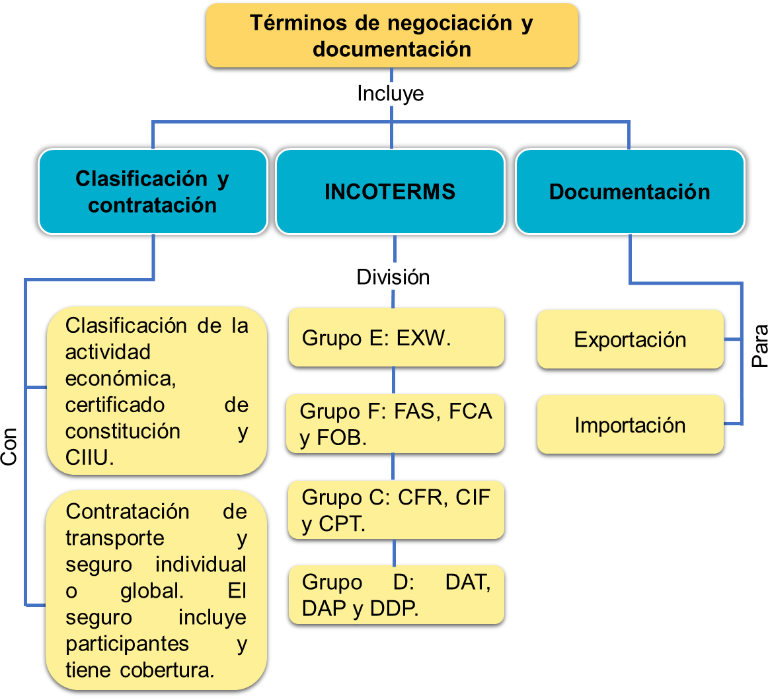 Términos de negociación y
documentación
Incluye
Clasificación y
contratación
INCOTERMS
Documentación
División
Con
Clasificación de la
actividad
económica,
certificado de
constitución y
CIIU.
Contratación de
transporte y
seguro individual
o global. El
seguro incluye
participantes y
tiene cobertura.
Grupo E: EXW.
Grupo F: FAS, FCA
y FOB.
Grupo C: CFR, CIF
y CPT.
Grupo D: DAT,
DAP y DDP.
Para
Exportación
Importación